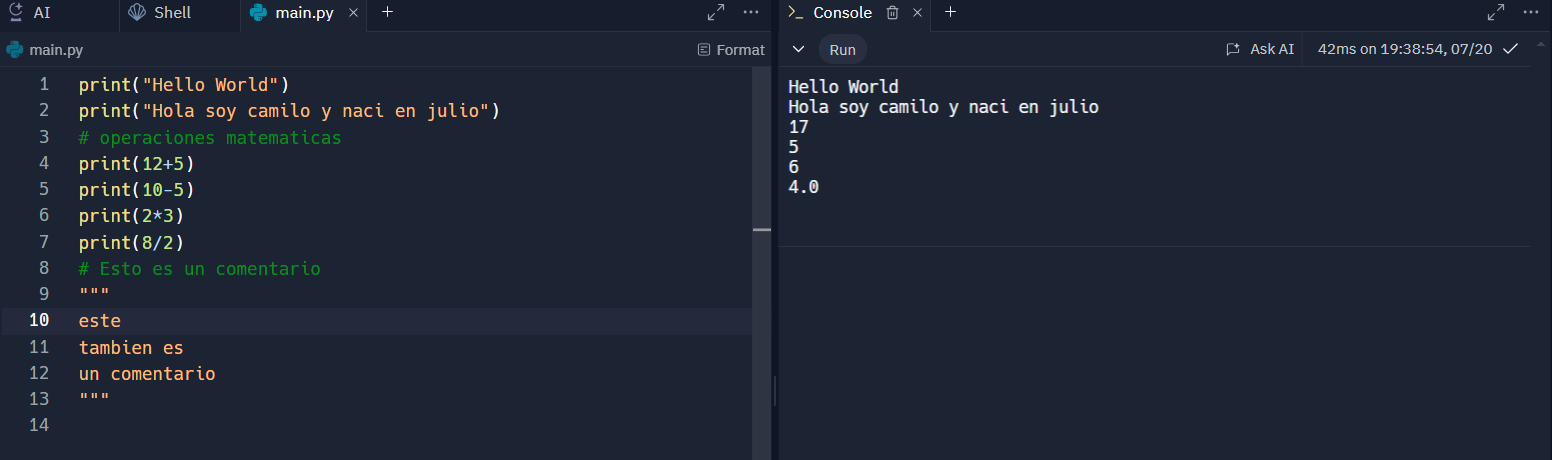 AI
Shell
main.py
main.py
Format
1 print("Hello World")
2 print("Hola soy camilo y naci en julio")
3 # operaciones matematicas
4 print(12+5)
5 print(10-5)
6 print(2*3)
7 print(8/2)
8 # Esto es un comentario
9 """
10 este
11 tambien es
12 un comentario
13 """
14
Console
Run
Ask AI
42ms on 19:38:54, 07/20
Hello World
Hola soy camilo y naci en julio
17
5
6
4.0